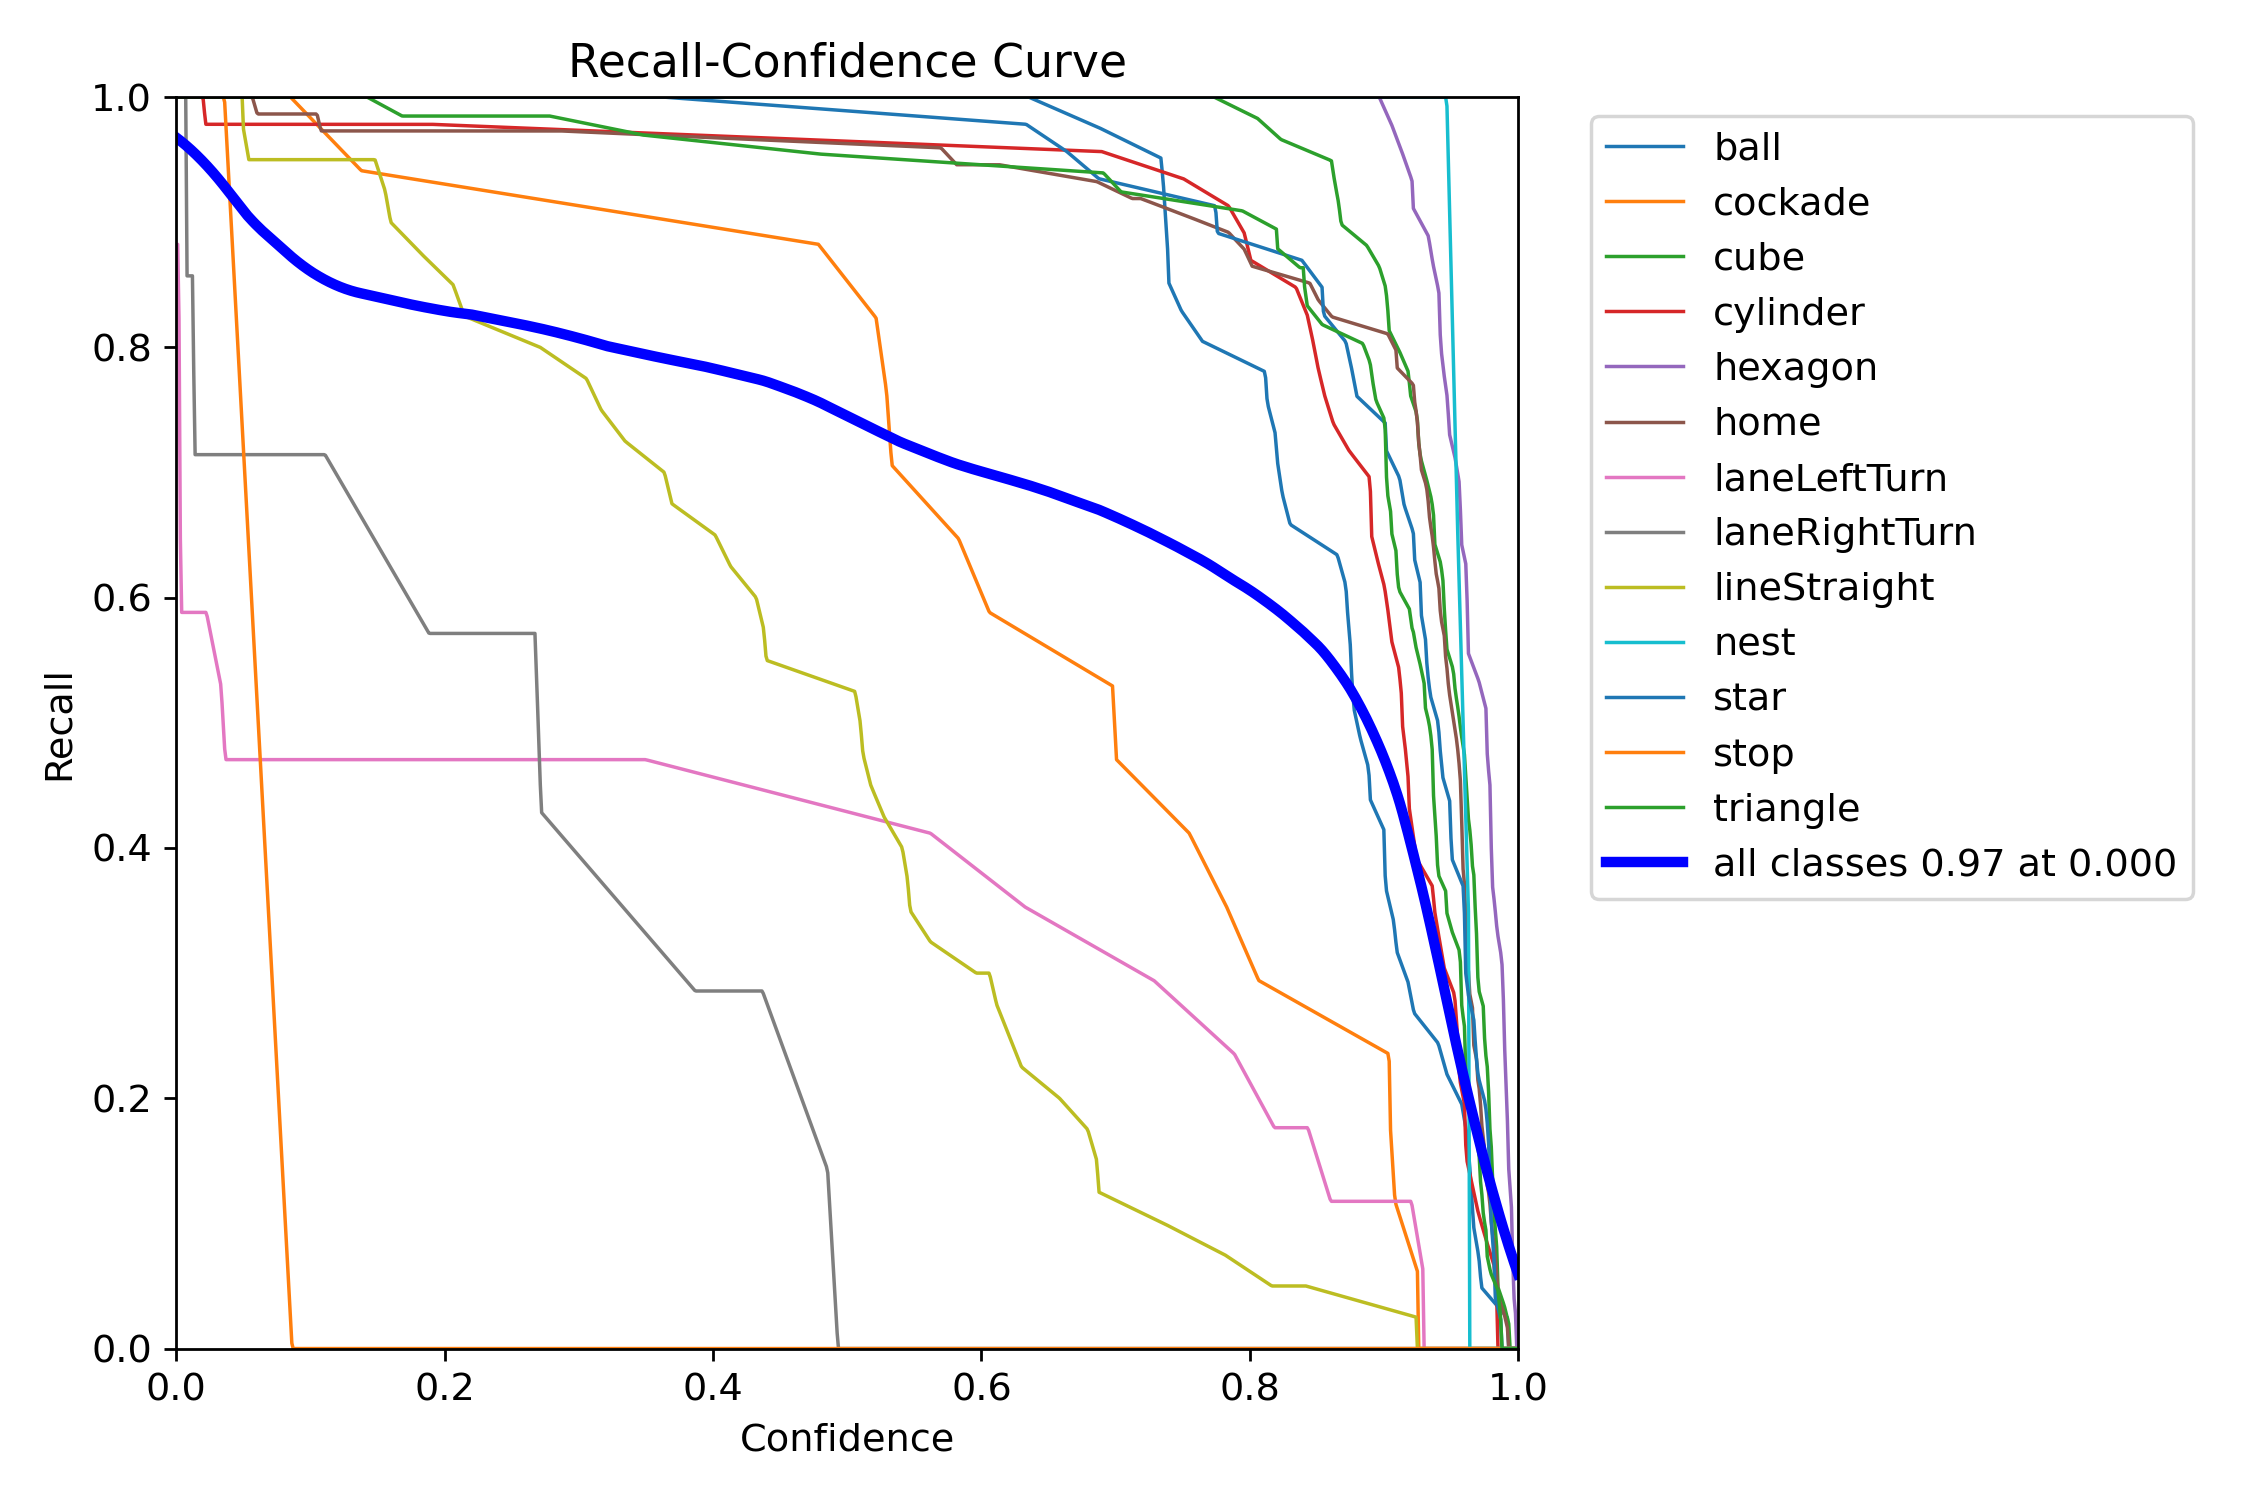 Recall-Confidence Curve
1.0
0.8
0.6
0.4
0.2
0.0
Recall
0.0 0.2 0.4 0.6 0.8 1.0
Confidence
ball
cockade
cube
cylinder
hexagon
home
laneLeftTurn
laneRightTurn
lineStraight
nest
star
stop
triangle
all classes 0.97 at 0.000